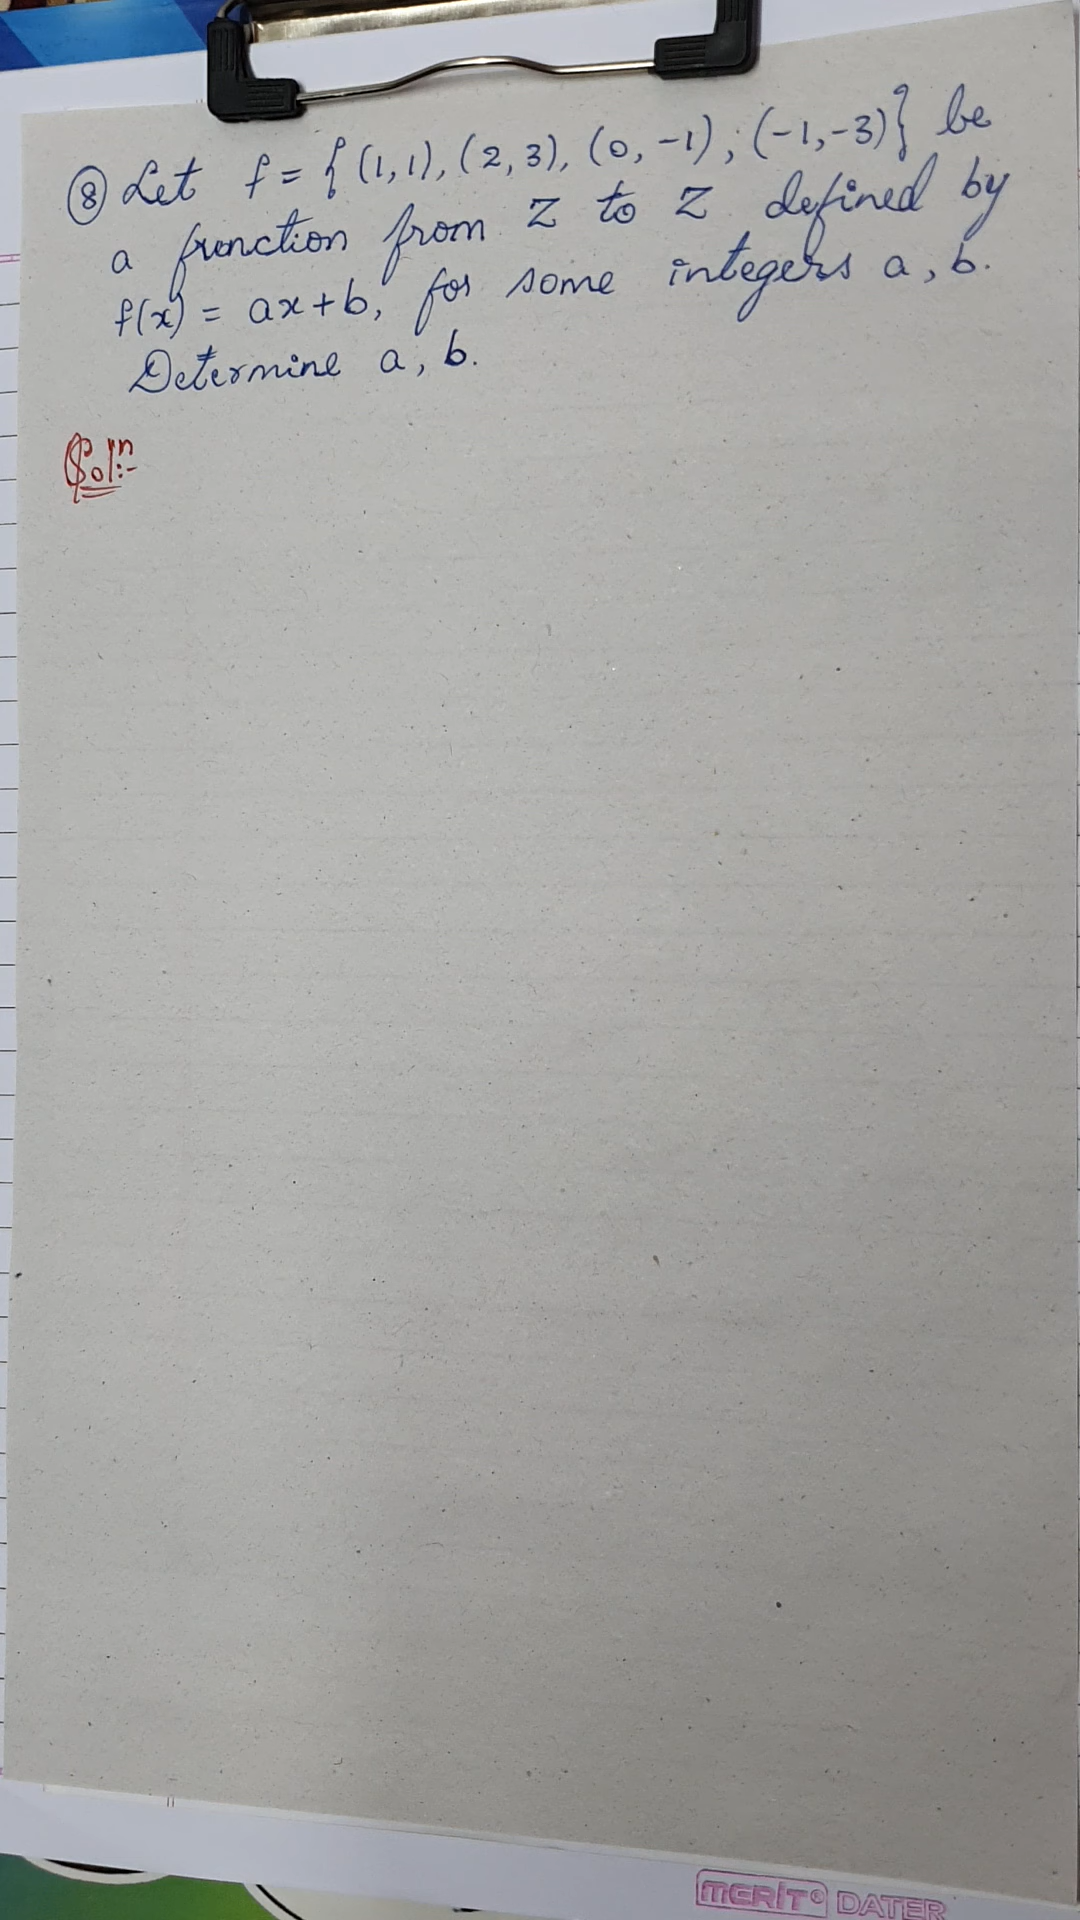 ⑧ Let f = { (1,1), (2,3), (0,-1), (-1,-3)} be
a function from Z to Z defined by
f(x) = ax+b, for some integers a, b.
Determine a, b.
Solⁿ:-
merit® DATER